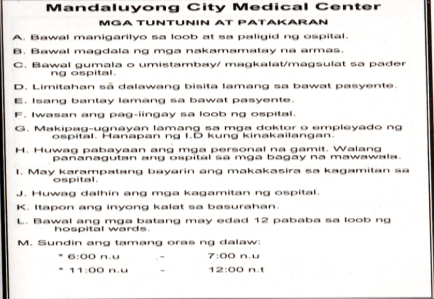 Mandaluyong City Medical Center
MGA TUNTUNIN AT PATAKARAN
A. Bawal manigarilyo sa loob at sa paligid ng ospital.
B. Bawal magdala ng mga nakamamatay na armas.
C. Bawal gumala o umistambay/ magkalat/magsulat sa pader
ng ospital.
D. Limitahan sa dalawang bisita lamang sa bawat pasyente.
E. Isang bantay lamang sa bawat pasyente.
F. Iwasan ang pag-iingay sa loob ng ospital.
G. Makipag-ugnayan lamang sa mga doktor o empleyado ng
ospital. Hanapan ng I.D kung kinakailangan.
H. Huwag pabayaan ang mga personal na gamit. Walang
pananagutan ang ospital sa mga bagay na mawawala.
I. May karampatang bayarin ang makakasira sa kagamitan sa
ospital.
J. Huwag dalhin ang mga kagamitan ng ospital.
K. Itapon ang inyong kalat sa basurahan.
L. Bawal ang mga batang may edad 12 pababa sa loob ng
hospital wards.
M. Sundin ang tamang oras ng dalaw:
* 6:00 n.u - 7:00 n.u
* 11:00 n.u - 12:00 n.t